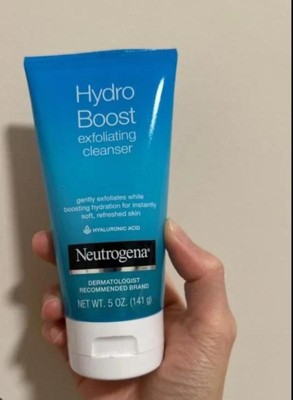 Hydro
Boost
exfoliating
cleanser
gently exfoliates while
boosting hydration for instantly
soft, refreshed skin
HYALURONIC ACID
Neutrogena®
DERMATOLOGIST
RECOMMENDED BRAND
NET WT. 5 OZ. (141 g)